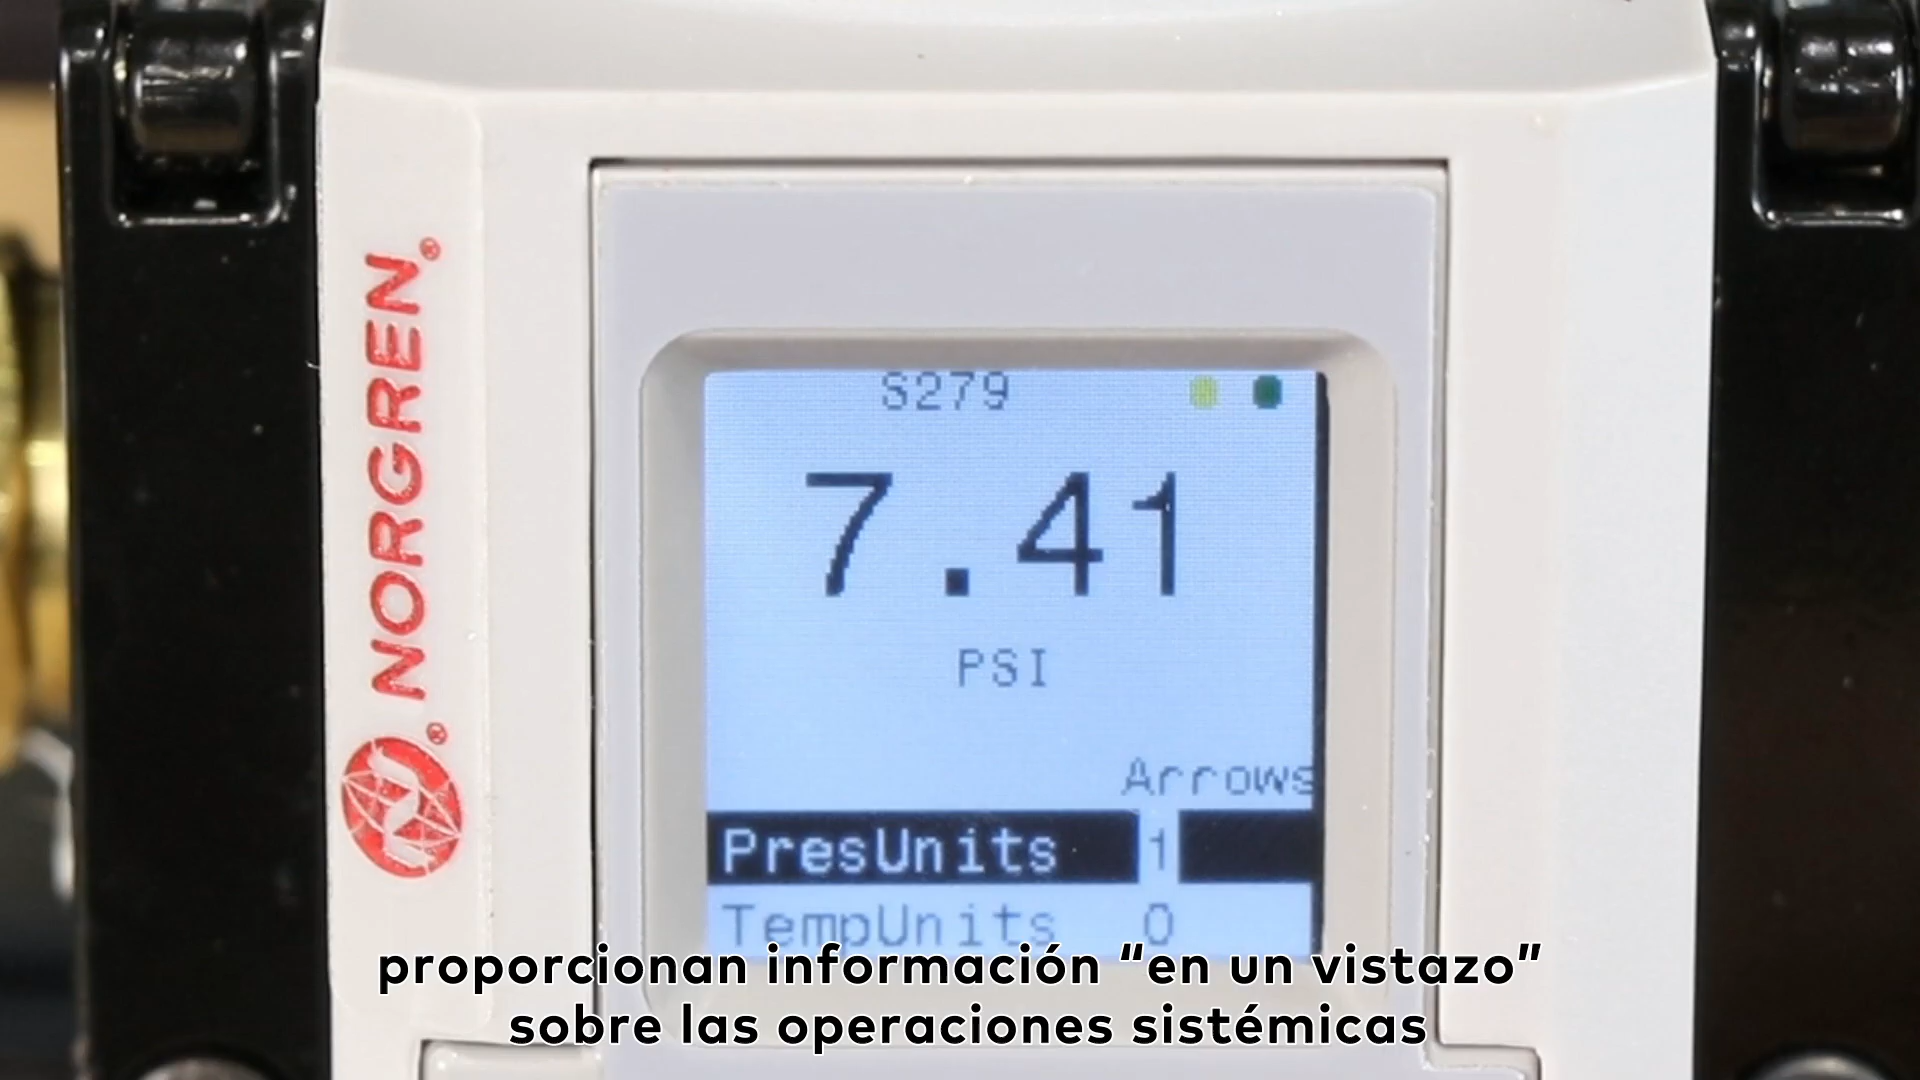 NORGREN®
®
S279
7.41
PSI
Arrows
PresUnits 1
TempUnits 0
proporcionan información “en un vistazo”
sobre las operaciones sistémicas